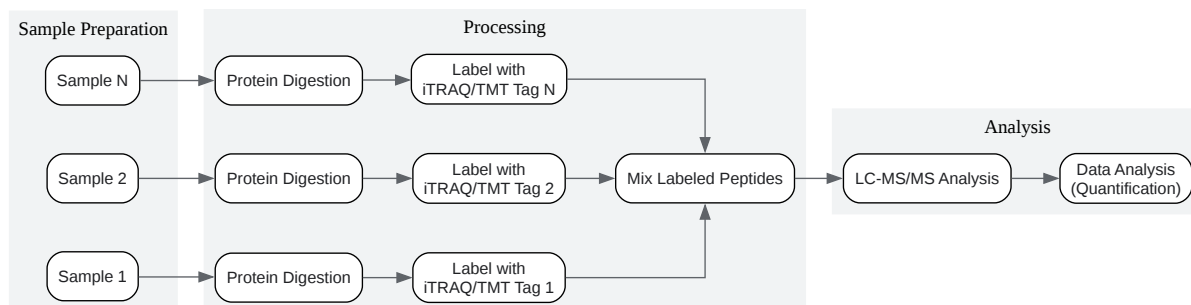 Sample Preparation
Processing
Sample N
Protein Digestion
Label with
iTRAQ/TMT Tag N
Analysis
Sample 2
Protein Digestion
Label with
iTRAQ/TMT Tag 2
Mix Labeled Peptides
LC-MS/MS Analysis
Data Analysis
(Quantification)
Sample 1
Protein Digestion
Label with
iTRAQ/TMT Tag 1